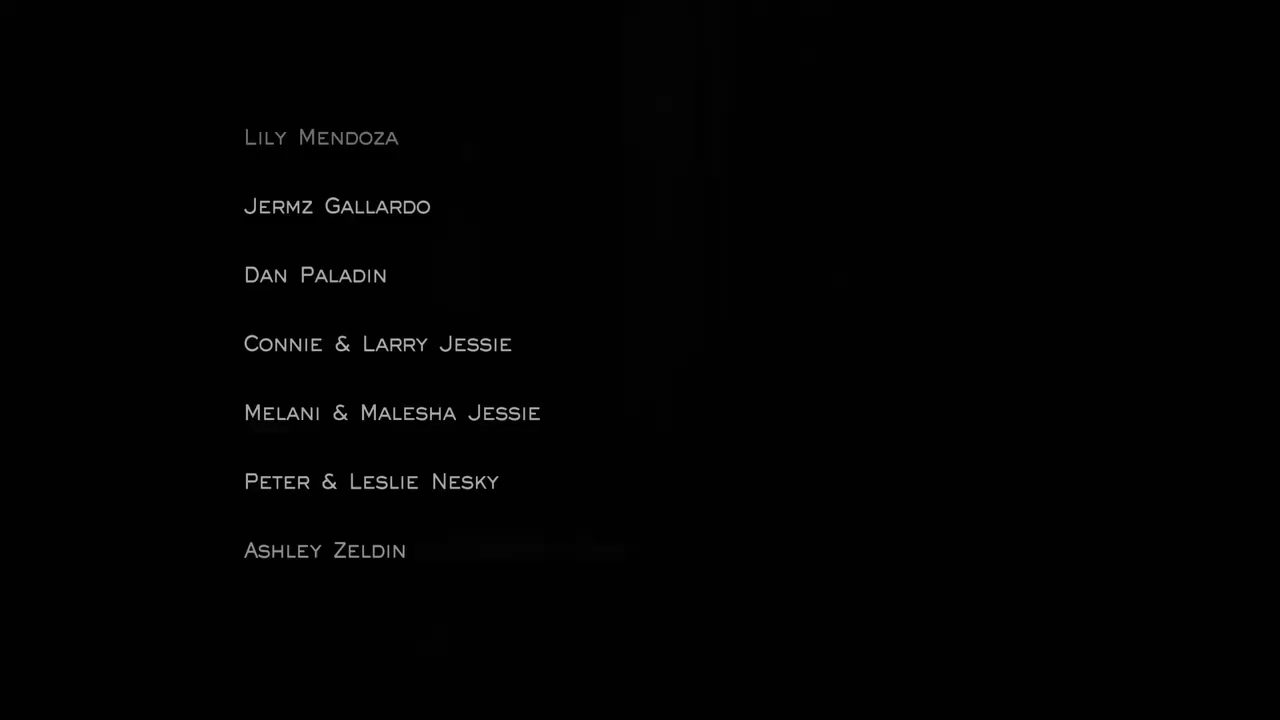 Lily Mendoza
Jermz Gallardo
Dan Paladin
Connie & Larry Jessie
Melani & Malesha Jessie
Peter & Leslie Nesky
Ashley Zeldin